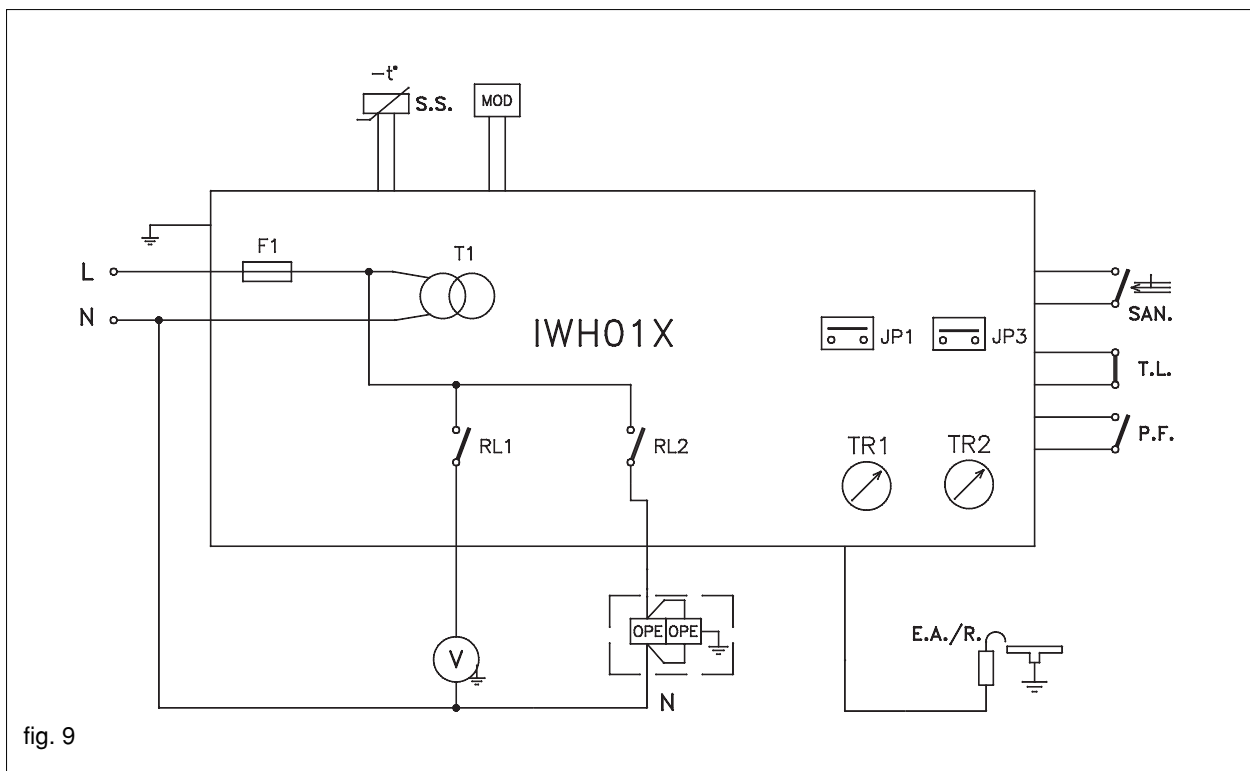 -t°
S.S.
MOD
F1
T1
L
N
IWH01X
JP1
JP3
SAN.
T.L.
P.F.
RL1
RL2
TR1
TR2
OPE
OPE
E.A./R.
V
N
fig. 9